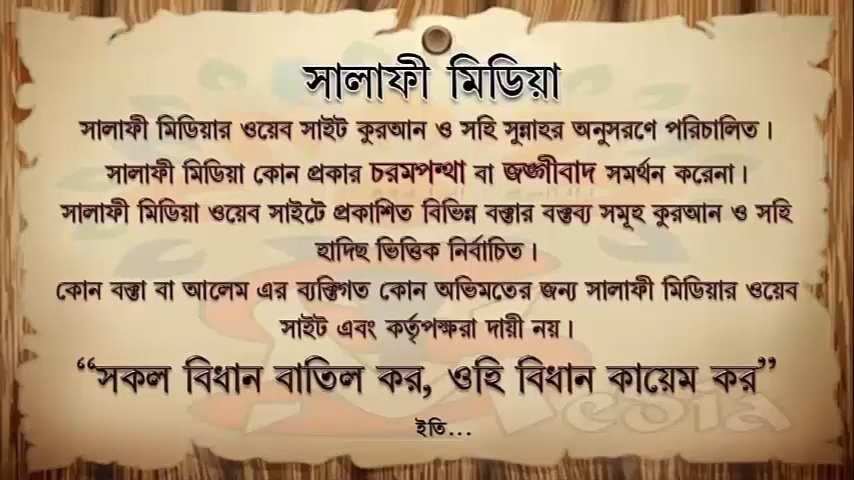 সালাফী মিডিয়া
সালাফী মিডিয়ার ওয়েব সাইট কুরআন ও সহি সুন্নাহর অনুসরণে পরিচালিত।
সালাফী মিডিয়া কোন প্রকার চরমপন্থা বা জঙ্গীবাদ সমর্থন করেনা।
সালাফী মিডিয়া ওয়েব সাইটে প্রকাশিত বিভিন্ন বক্তার বক্তব্য সমূহ কুরআন ও সহি
হাদিছ ভিত্তিক নির্বাচিত।
কোন বক্তা বা আলেম এর ব্যক্তিগত কোন অভিমতের জন্য সালাফী মিডিয়ার ওয়েব
সাইট এবং কর্তৃপক্ষরা দায়ী নয়।
“সকল বিধান বাতিল কর, ওহি বিধান কায়েম কর”
ইতি...